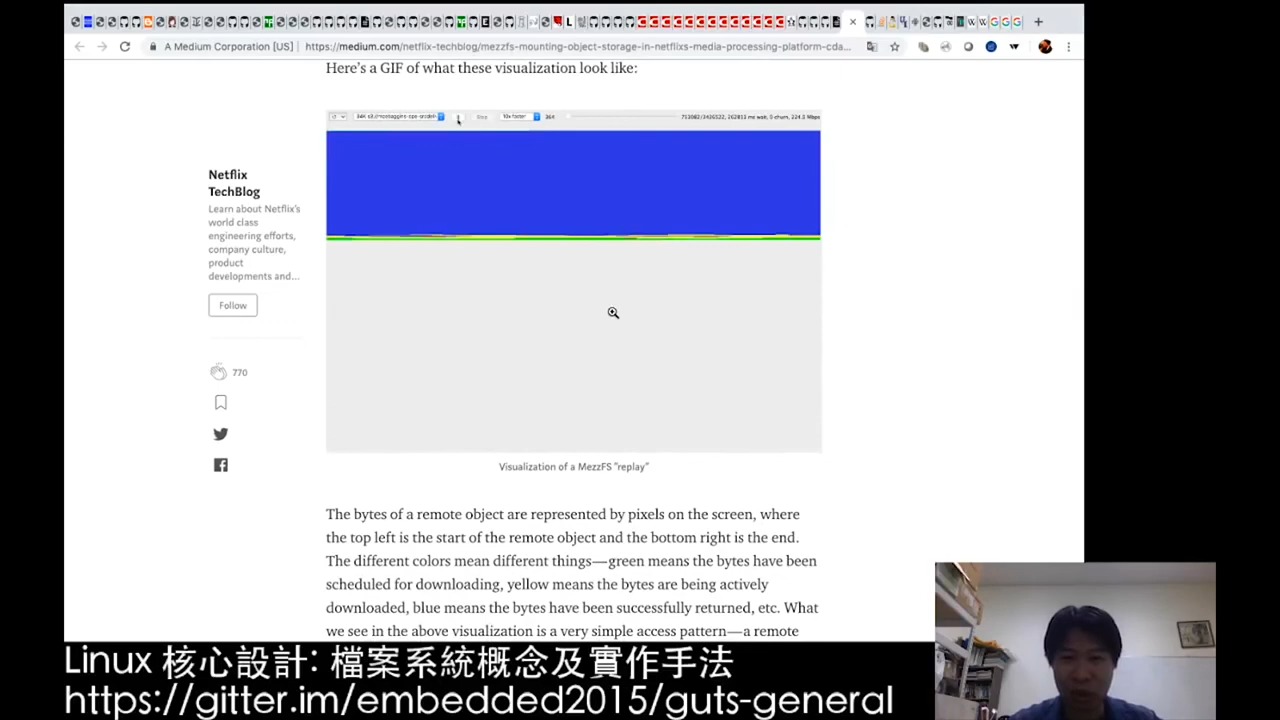 A Medium Corporation [US]
https://medium.com/netflix-techblog/mezzfs-mounting-object-storage-in-netflixs-media-processing-platform-cda...
Here's a GIF of what these visualization look like:
10x faster
364
Netflix
TechBlog
Learn about Netflix's
world class
engineering efforts,
company culture,
product
developments and...
Follow
770
Visualization of a MezzFS "replay"
The bytes of a remote object are represented by pixels on the screen, where
the top left is the start of the remote object and the bottom right is the end.
The different colors mean different things—green means the bytes have been
scheduled for downloading, yellow means the bytes are being actively
downloaded, blue means the bytes have been successfully returned, etc. What
we see in the above visualization is a very simple access pattern—a remote
Linux 核心設計: 檔案系統概念及實作手法
https://gitter.im/embedded2015/guts-general